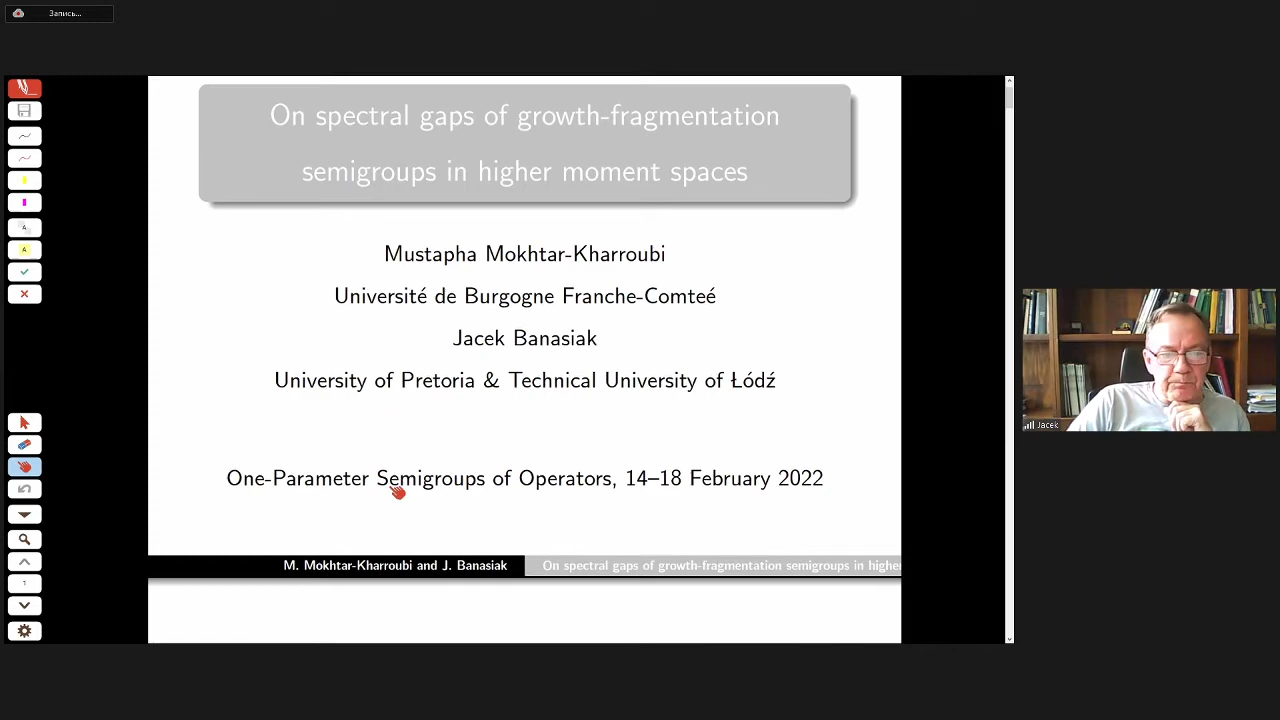 Запись...
On spectral gaps of growth-fragmentation
semigroups in higher moment spaces
Mustapha Mokhtar-Kharroubi
Université de Burgogne Franche-Comteé
Jacek Banasiak
University of Pretoria & Technical University of Łódź
One-Parameter Semigroups of Operators, 14–18 February 2022
M. Mokhtar-Kharroubi and J. Banasiak
On spectral gaps of growth-fragmentation semigroups in higher
A
A
1
Jacek